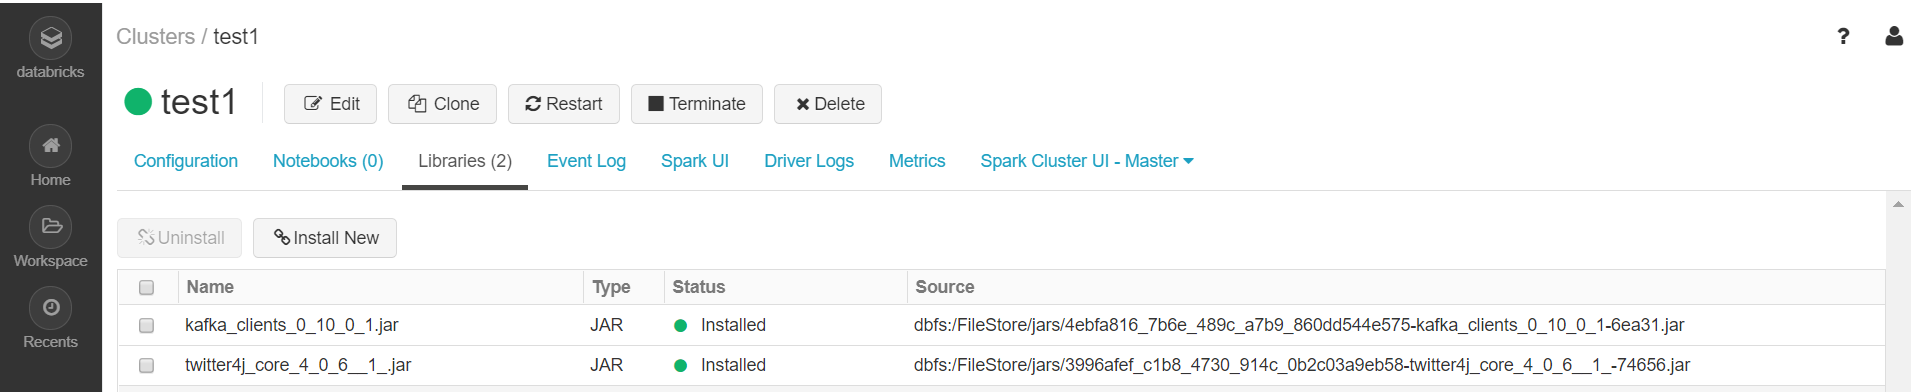 databricks
Home
Workspace
Recents
Clusters / test1
?
test1
Edit Clone Restart Terminate Delete
Configuration Notebooks (0) Libraries (2) Event Log Spark UI Driver Logs Metrics Spark Cluster UI - Master
Uninstall Install New
Name Type Status Source
kafka_clients_0_10_0_1.jar JAR Installed dbfs:/FileStore/jars/4ebfa816_7b6e_489c_a7b9_860dd544e575-kafka_clients_0_10_0_1-6ea31.jar
twitter4j_core_4_0_6__1_.jar JAR Installed dbfs:/FileStore/jars/3996afef_c1b8_4730_914c_0b2c03a9eb58-twitter4j_core_4_0_6__1_-74656.jar